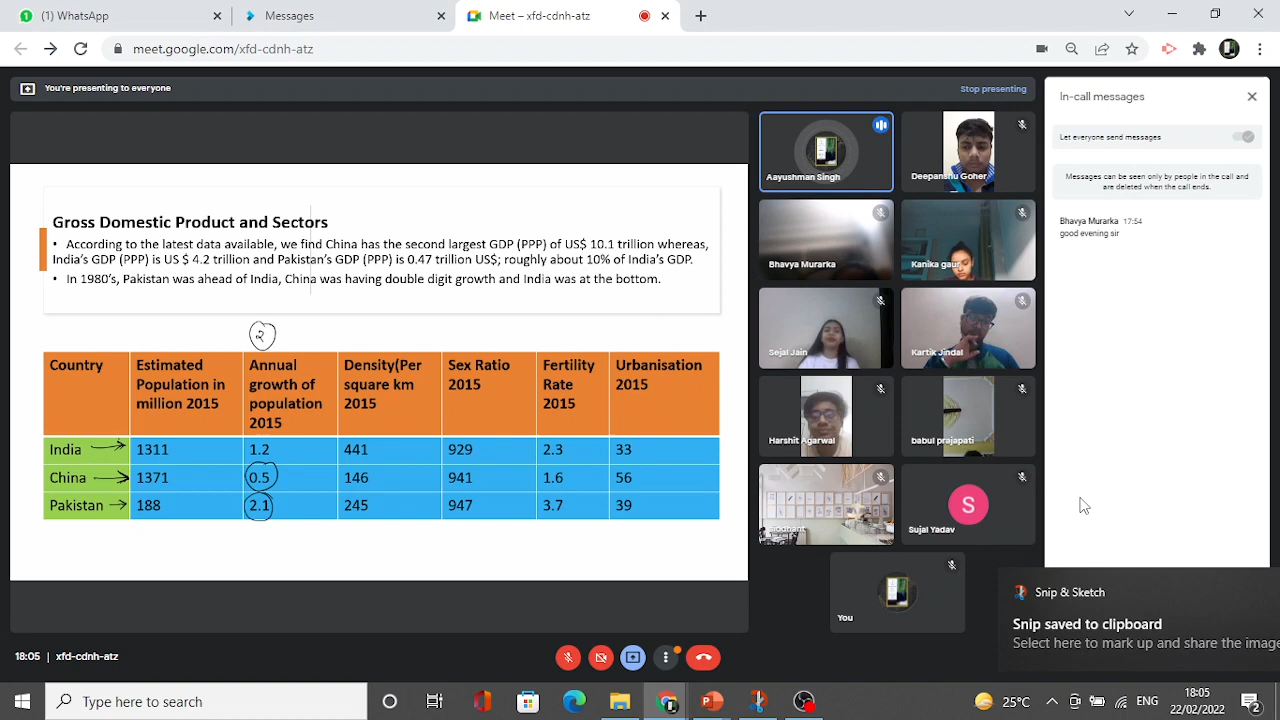 (1) WhatsApp
Messages
Meet – xfd-cdnh-atz
meet.google.com/xfd-cdnh-atz
You're presenting to everyone
Stop presenting
Gross Domestic Product and Sectors
• According to the latest data available, we find China has the second largest GDP (PPP) of US$ 10.1 trillion whereas,
India's GDP (PPP) is US $ 4.2 trillion and Pakistan's GDP (PPP) is 0.47 trillion US$; roughly about 10% of India's GDP.
• In 1980's, Pakistan was ahead of India, China was having double digit growth and India was at the bottom.
Country Estimated Population in million 2015 Annual growth of population 2015 Density(Per square km 2015 Sex Ratio 2015 Fertility Rate 2015 Urbanisation 2015
India 1311 1.2 441 929 2.3 33
China 1371 0.5 146 941 1.6 56
Pakistan 188 2.1 245 947 3.7 39
Aayushman Singh
Deepanshu Goher
Bhavya Murarka
Kanika gaur
Sejal Jain
Kartik Jindal
Harshit Agarwal
babul prajapati
Siddhant
S
Sujal Yadav
You
In-call messages
Let everyone send messages
Messages can be seen only by people in the call and
are deleted when the call ends.
Bhavya Murarka 17:54
good evening sir
Snip & Sketch
Snip saved to clipboard
Select here to mark up and share the image
18:05 | xfd-cdnh-atz
Type here to search
25°C
ENG
18:05
22/02/2022
2